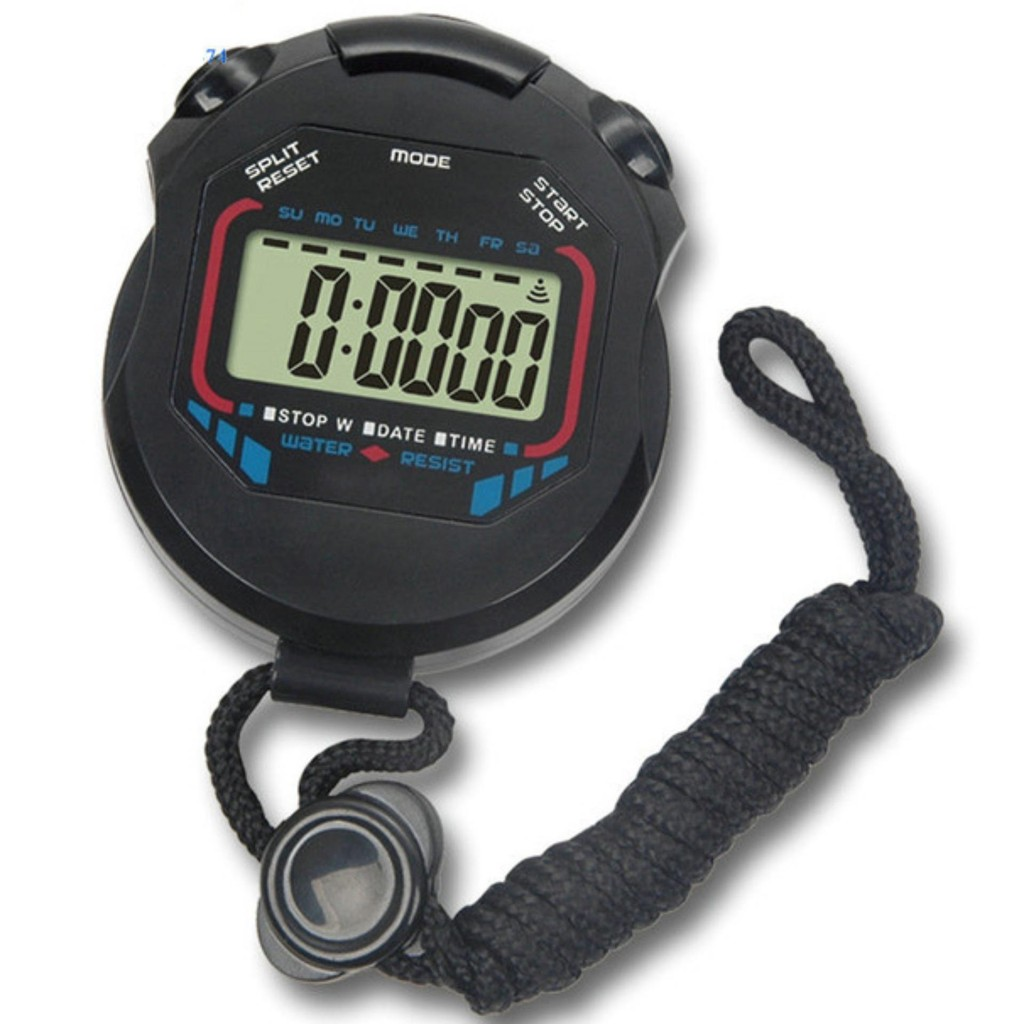 74
SPLIT
RESET
MODE
START
STOP
SU MO TU WE TH FR SA
0:0000
STOP W DATE TIME
WATER RESIST